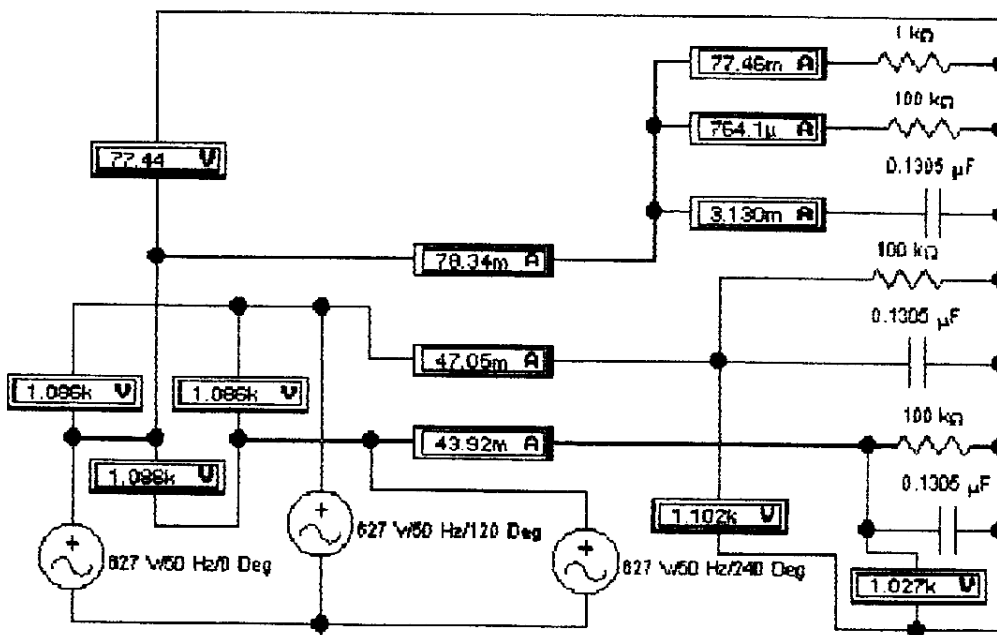 1 kΩ
77.46m A
100 kΩ
764.1µ A
77.44 V
0.1305 µF
3.130m A
100 kΩ
78.34m A
0.1305 µF
47.05m A
1.086k V
1.086k V
100 kΩ
43.92m A
1.086k V
0.1305 µF
627 V/50 Hz/120 Deg
1.102k V
627 V/50 Hz/0 Deg
627 V/50 Hz/240 Deg
1.027k V